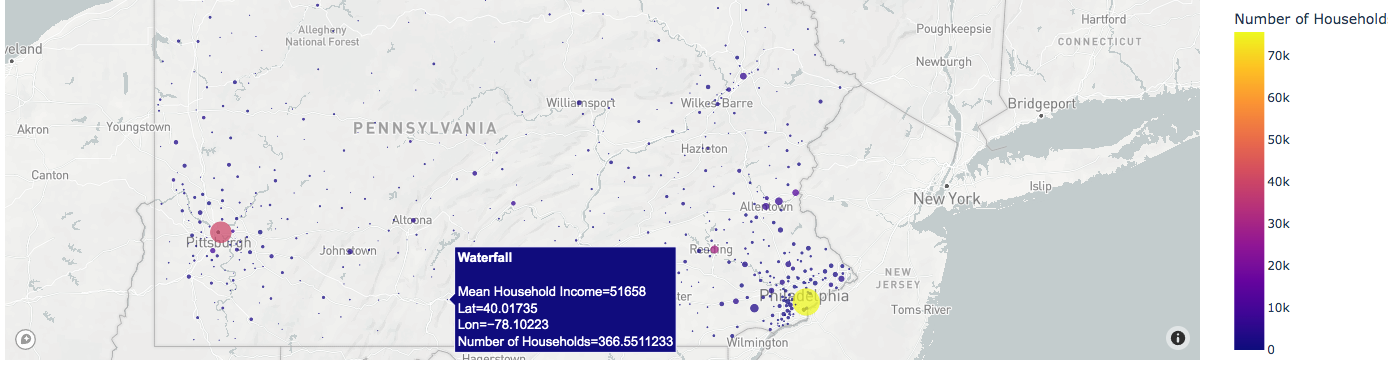 Number of Household
eland
Allegheny
National Forest
Poughkeepsie
Hartford
CONNECTICUT
Newburgh
Williamsport
Wilkes-Barre
Bridgeport
Akron
Youngstown
PENNSYLVANIA
Hazleton
Canton
Islip
New York
Allentown
Altoona
Pittsburgh
Johnstown
Reading
NEW
JERSEY
ter
Philadelphia
Toms River
Wilmington
Hagerstown
Waterfall
Mean Household Income=51658
Lat=40.01735
Lon=−78.10223
Number of Households=366.5511233
70k
60k
50k
40k
30k
20k
10k
0